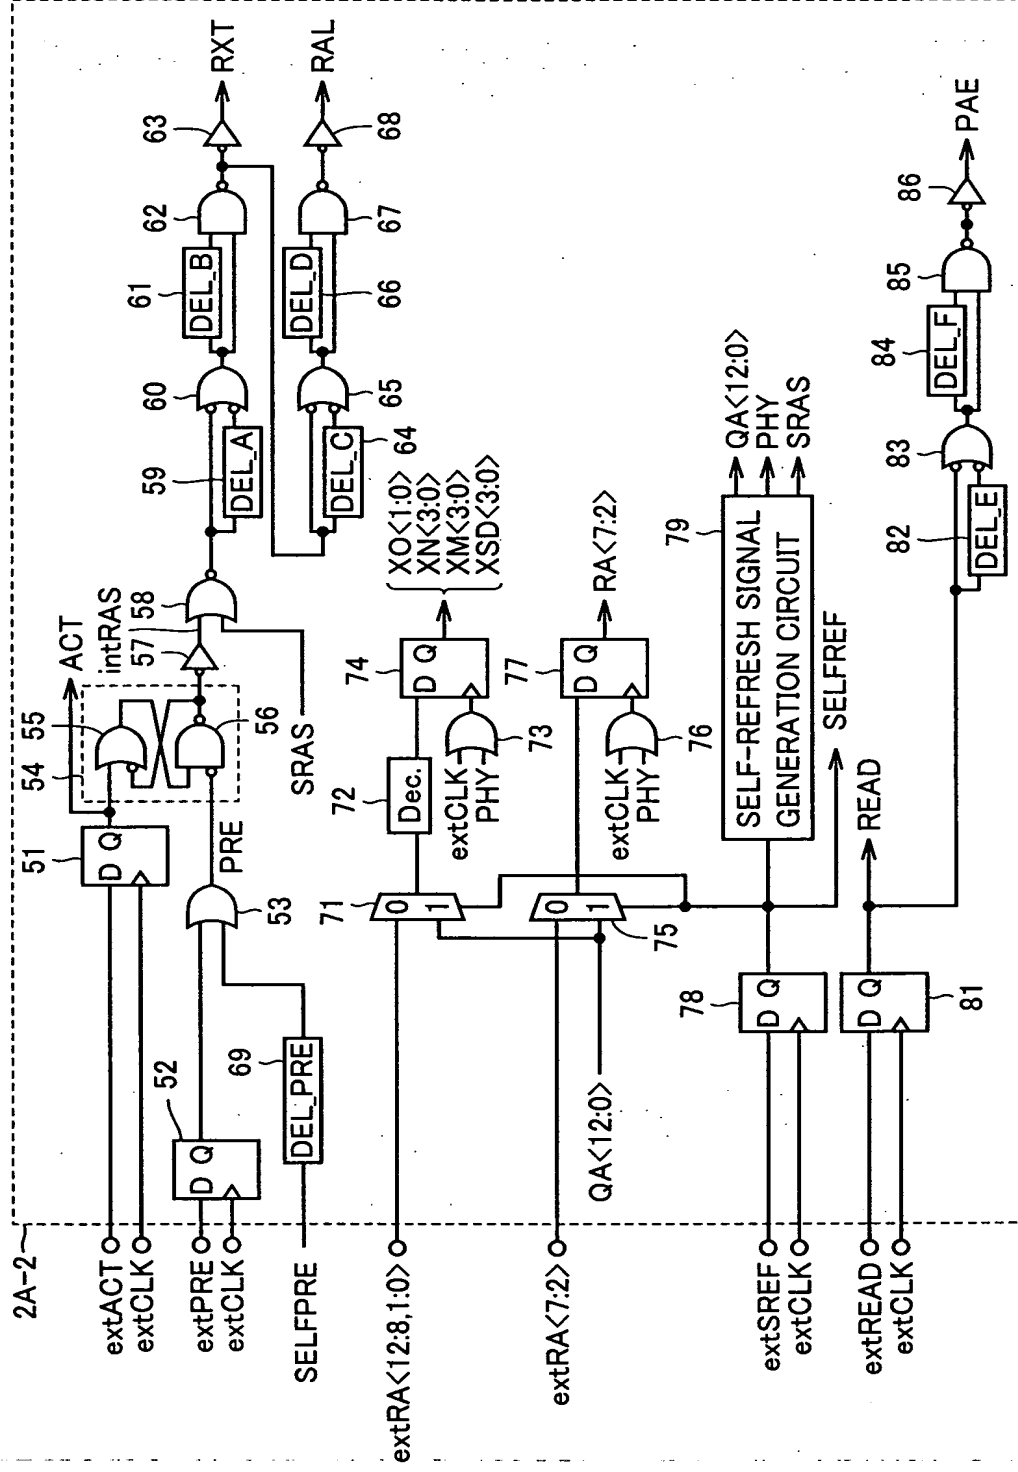 2A-2
extACT
extCLK
extPRE
extCLK
SELFPRE
extRA<12:8,1:0>
extRA<7:2>
extSREF
extCLK
extREAD
extCLK
51
D Q
ACT
52
D Q
53
PRE
54
55
56
intRAS
57
58
SRAS
69
DEL_PRE
59
DEL_A
60
61
DEL_B
62
63
RXT
64
DEL_C
65
66
DEL_D
67
68
RAL
71
0
1
72
Dec.
73
extCLK
PHY
74
D Q
XO<1:0>
XN<3:0>
XM<3:0>
XSD<3:0>
75
0
1
QA<12:0>
76
extCLK
PHY
77
D Q
RA<7:2>
78
D Q
79
SELF-REFRESH SIGNAL
GENERATION CIRCUIT
QA<12:0>
PHY
SRAS
SELFREF
81
D Q
READ
82
DEL_E
83
84
DEL_F
85
86
PAE